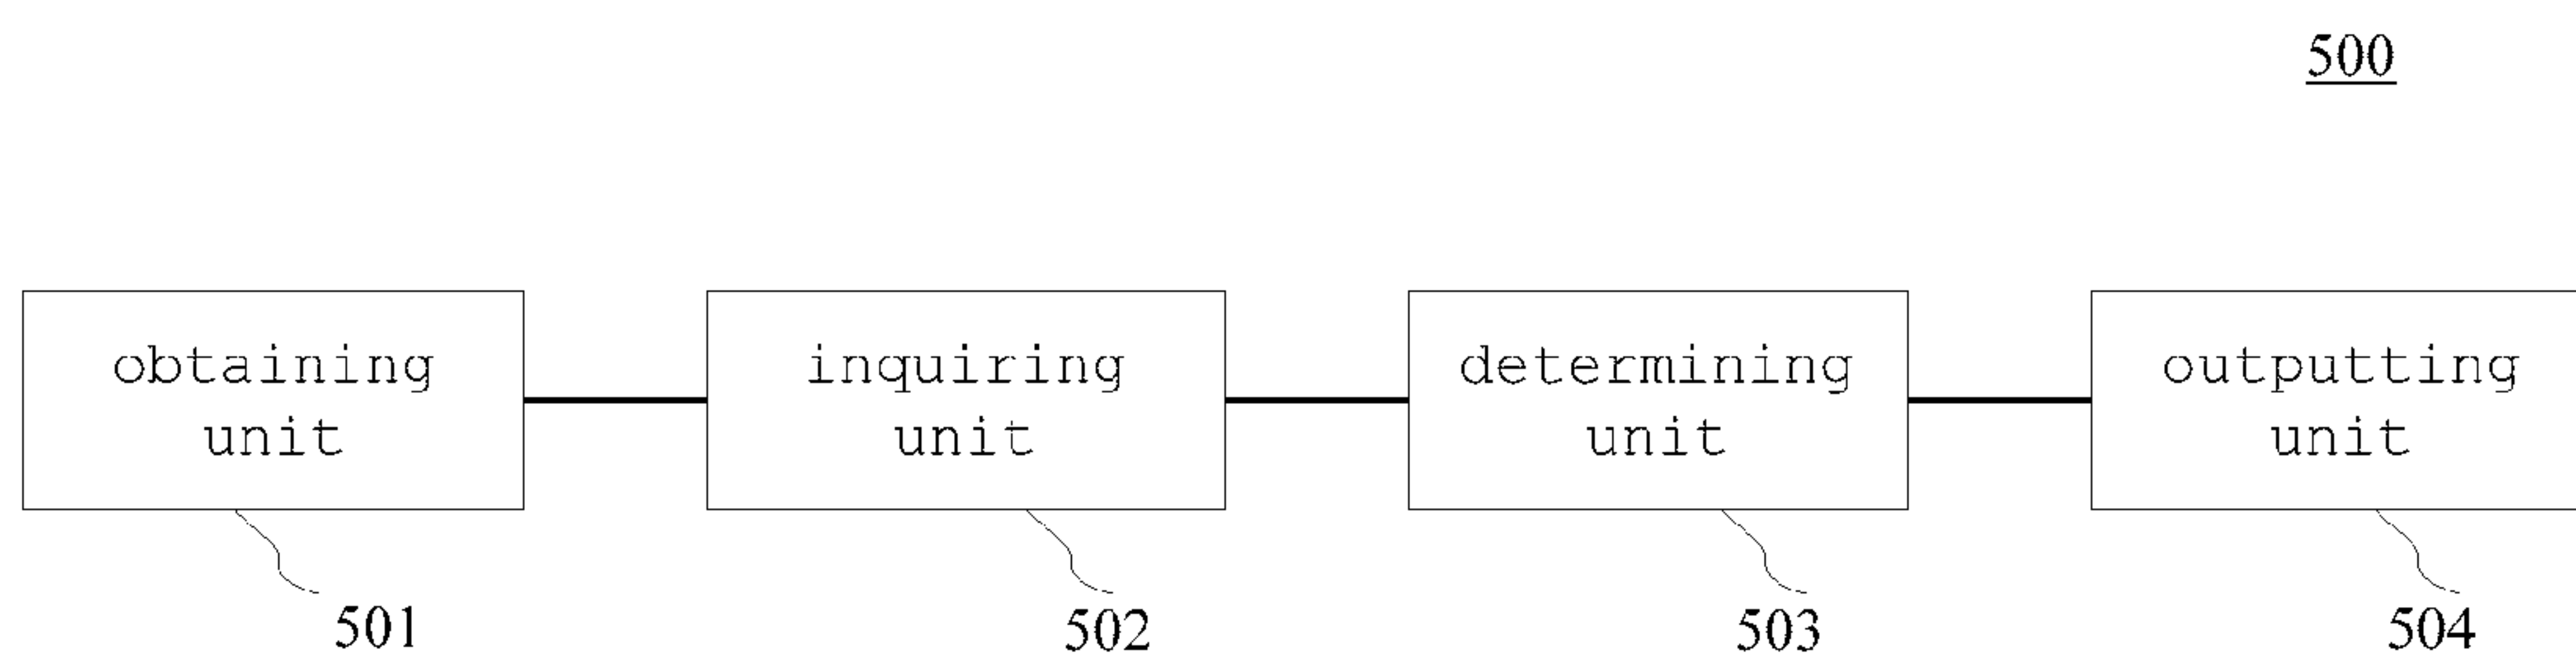 500
obtaining
unit
inquiring
unit
determining
unit
outputting
unit
501
502
503
504